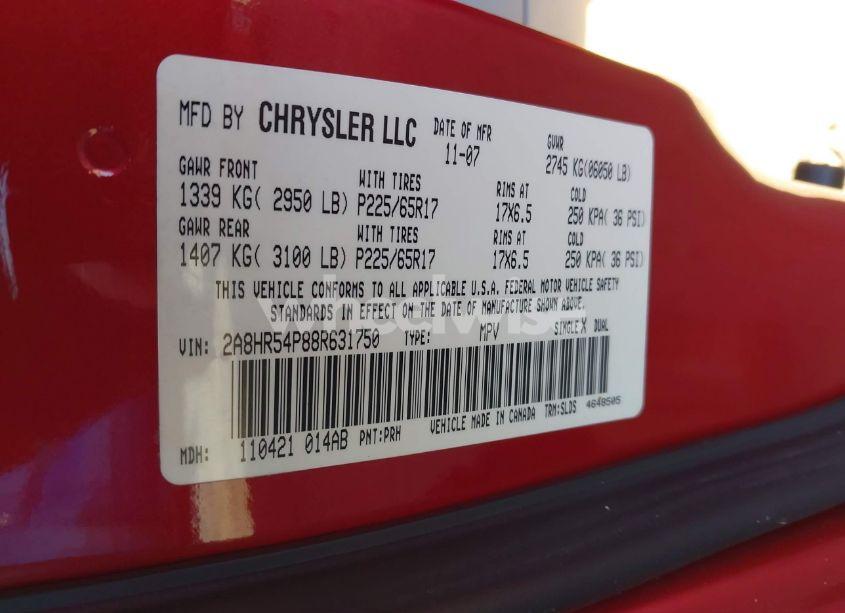 MFD BY CHRYSLER LLC DATE OF MFR GVWR
11-07 2745 KG(06050 LB)
GAWR FRONT WITH TIRES RIMS AT COLD
1339 KG( 2950 LB) P225/65R17 17X6.5 250 KPA( 36 PSI)
GAWR REAR WITH TIRES RIMS AT COLD
1407 KG( 3100 LB) P225/65R17 17X6.5 250 KPA( 36 PSI)
THIS VEHICLE CONFORMS TO ALL APPLICABLE U.S.A. FEDERAL MOTOR VEHICLE SAFETY
STANDARDS IN EFFECT ON THE DATE OF MANUFACTURE SHOWN ABOVE.
VIN: 2A8HR54P88R631750 TYPE: MPV SINGLE X DUAL
MDH: 110421 014AB PNT:PRH VEHICLE MADE IN CANADA TRM:SLDS 4648505